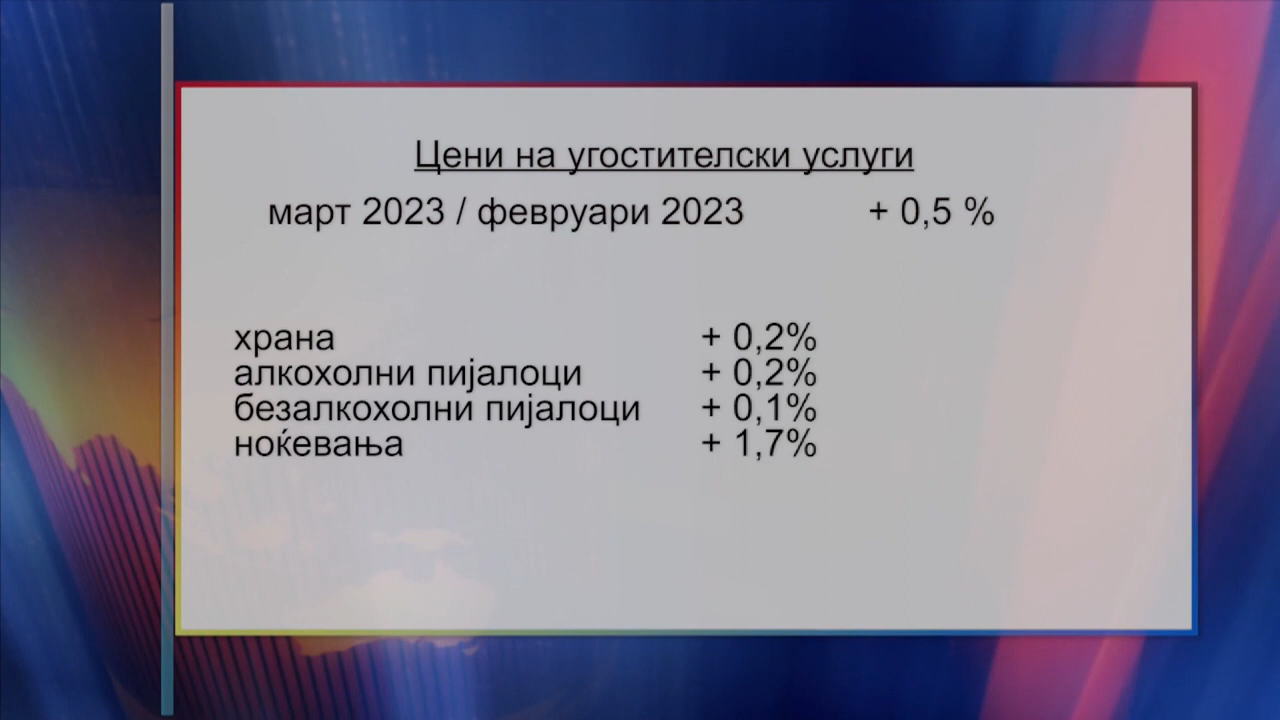 Цени на угостителски услуги
март 2023 / февруари 2023 + 0,5 %
храна + 0,2%
алкохолни пијалоци + 0,2%
безалкохолни пијалоци + 0,1%
ноќевања + 1,7%